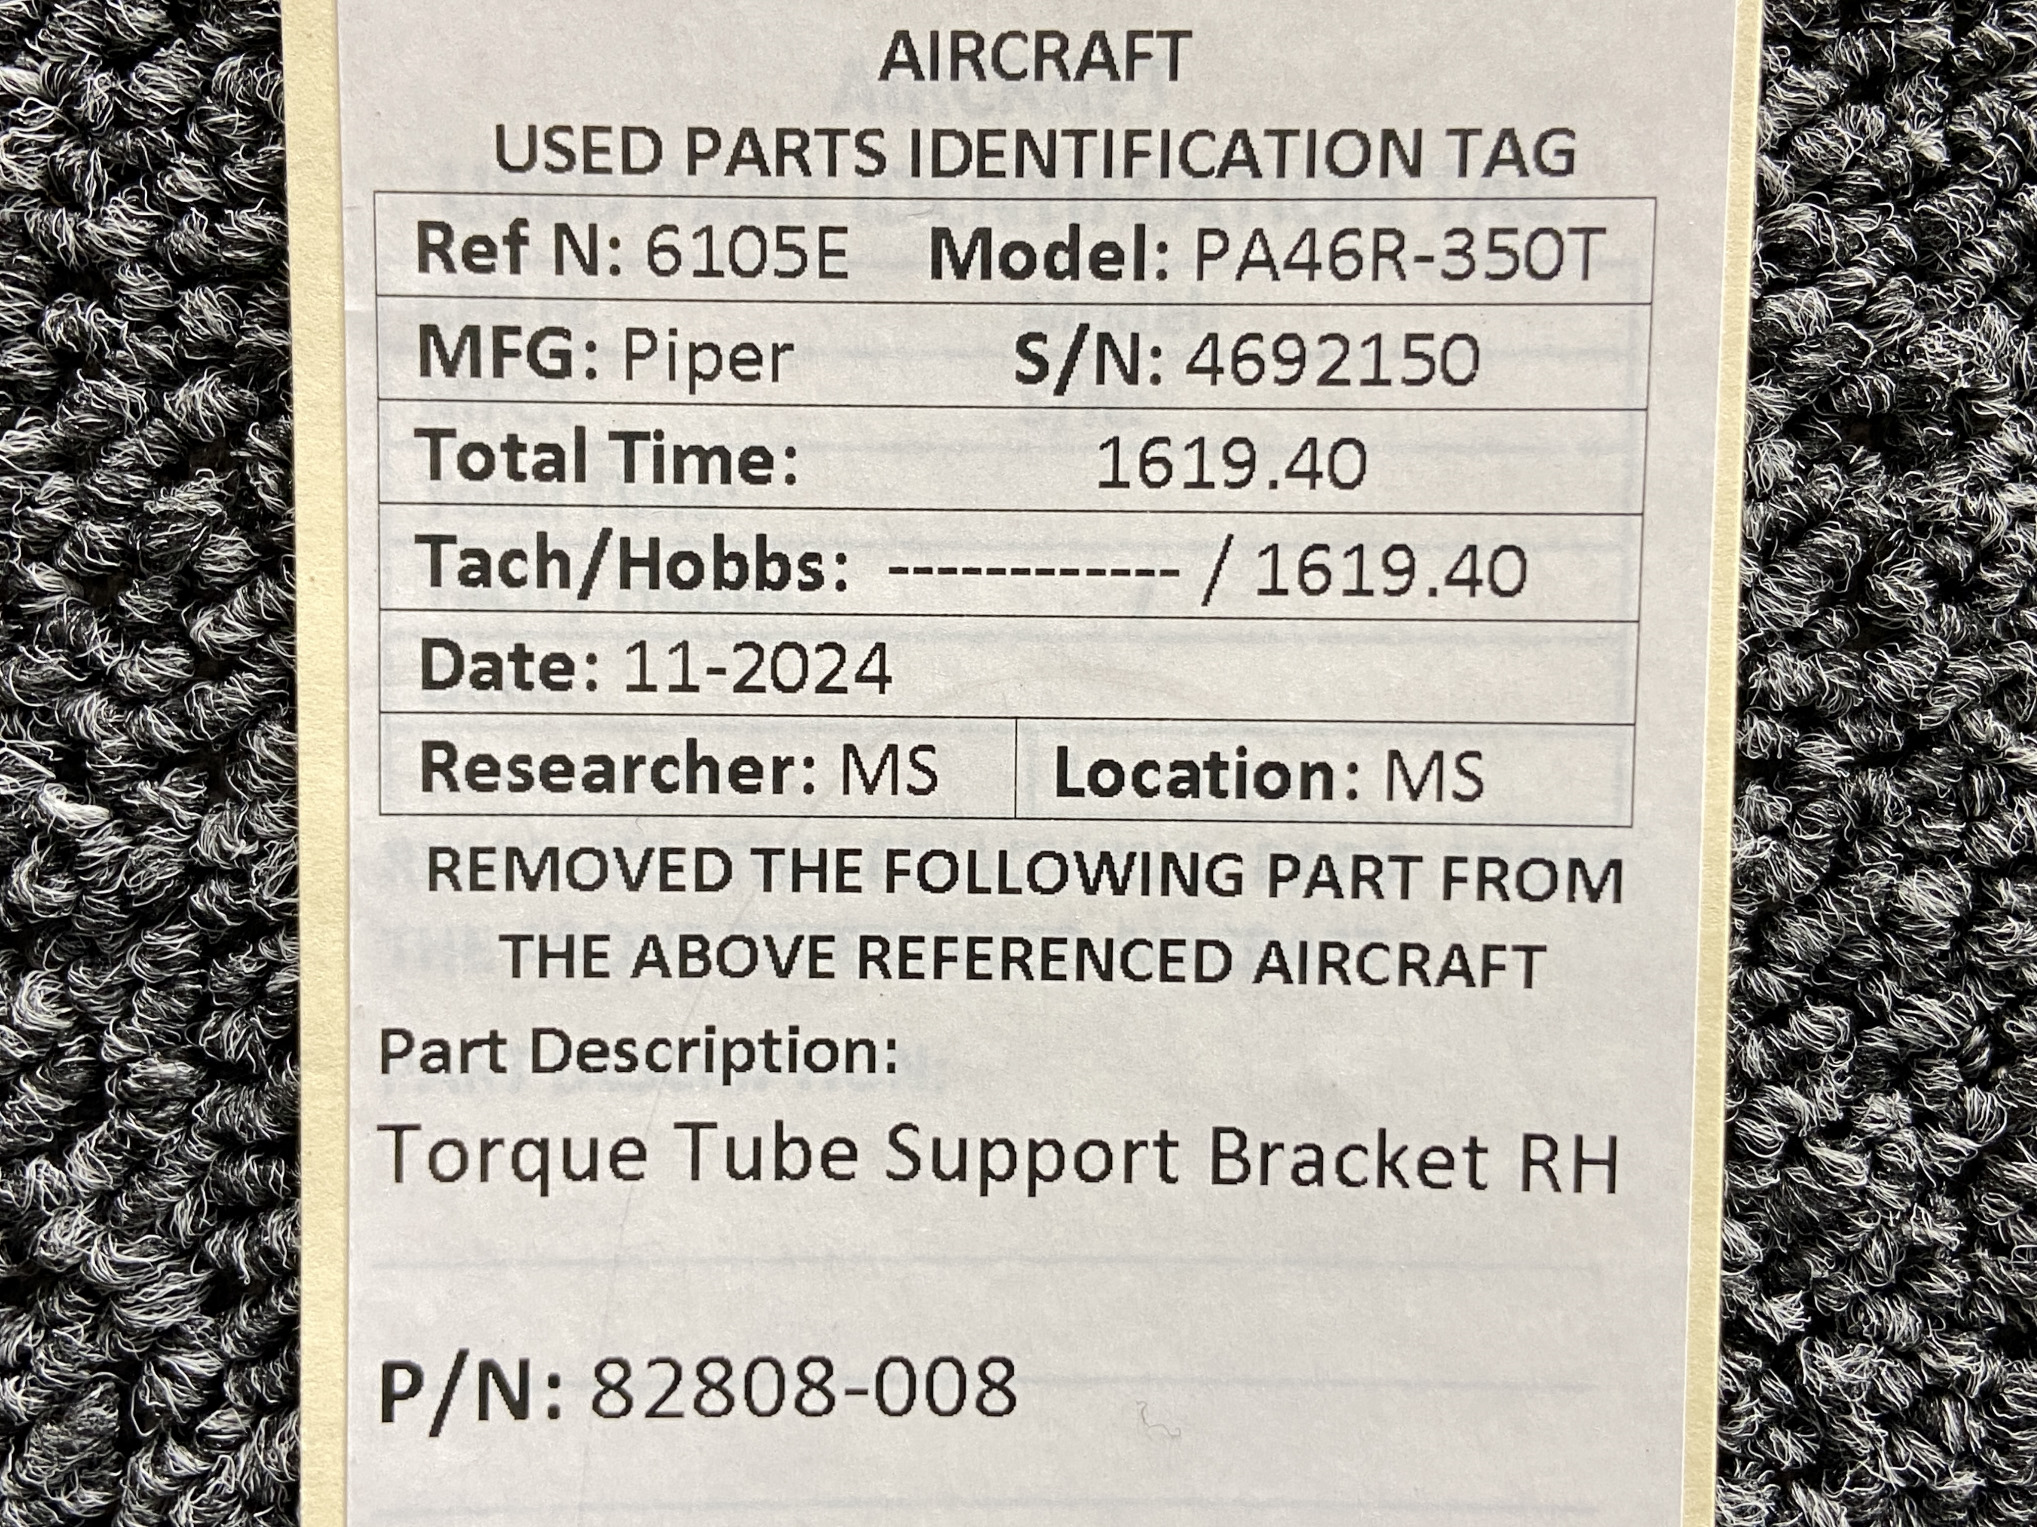 AIRCRAFT
USED PARTS IDENTIFICATION TAG
Ref N: 6105E Model: PA46R-350T
MFG: Piper S/N: 4692150
Total Time: 1619.40
Tach/Hobbs: ------------ / 1619.40
Date: 11-2024
Researcher: MS Location: MS
REMOVED THE FOLLOWING PART FROM
THE ABOVE REFERENCED AIRCRAFT
Part Description:
Torque Tube Support Bracket RH
P/N: 82808-008